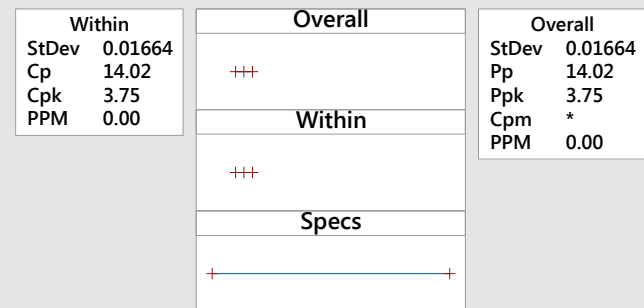 Within
StDev 0.01664
Cp 14.02
Cpk 3.75
PPM 0.00
Overall
Within
Specs
Overall
StDev 0.01664
Pp 14.02
Ppk 3.75
Cpm *
PPM 0.00